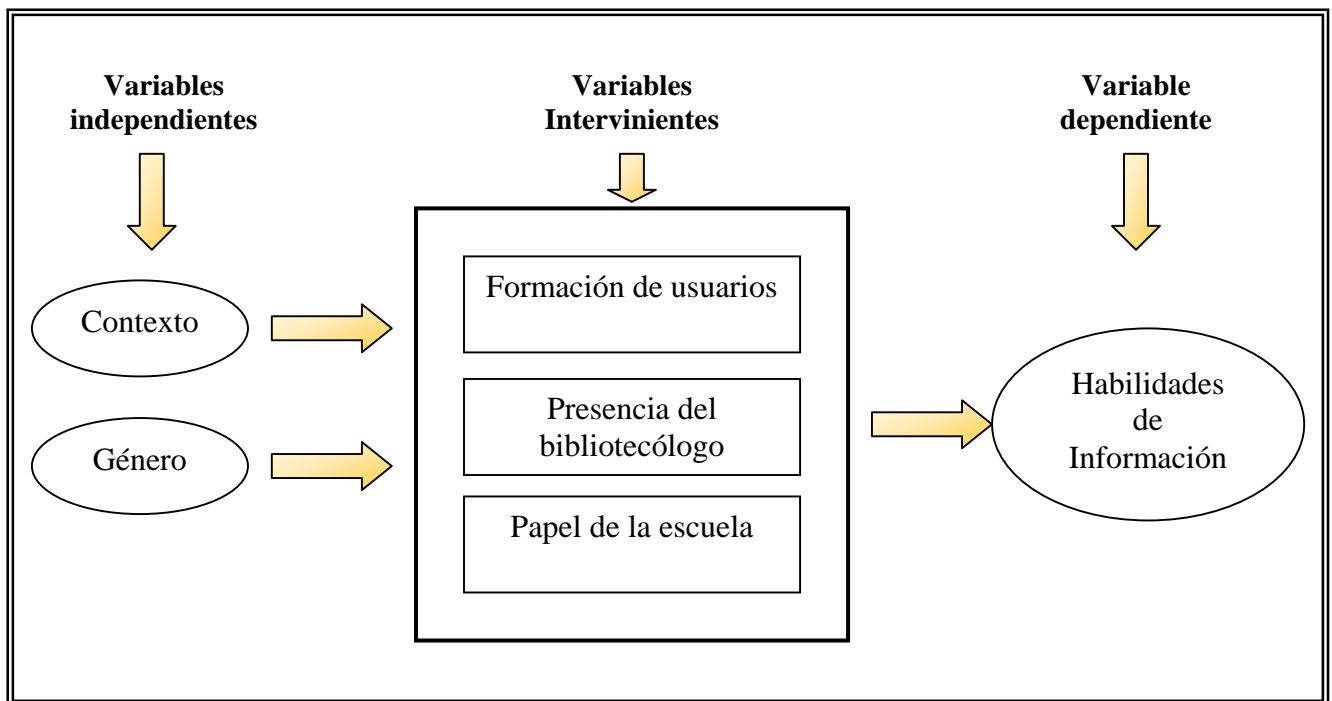 Variables
independientes
Variables
Intervinientes
Variable
dependiente
Contexto
Género
Formación de usuarios
Presencia del
bibliotecólogo
Papel de la escuela
Habilidades
de
Información